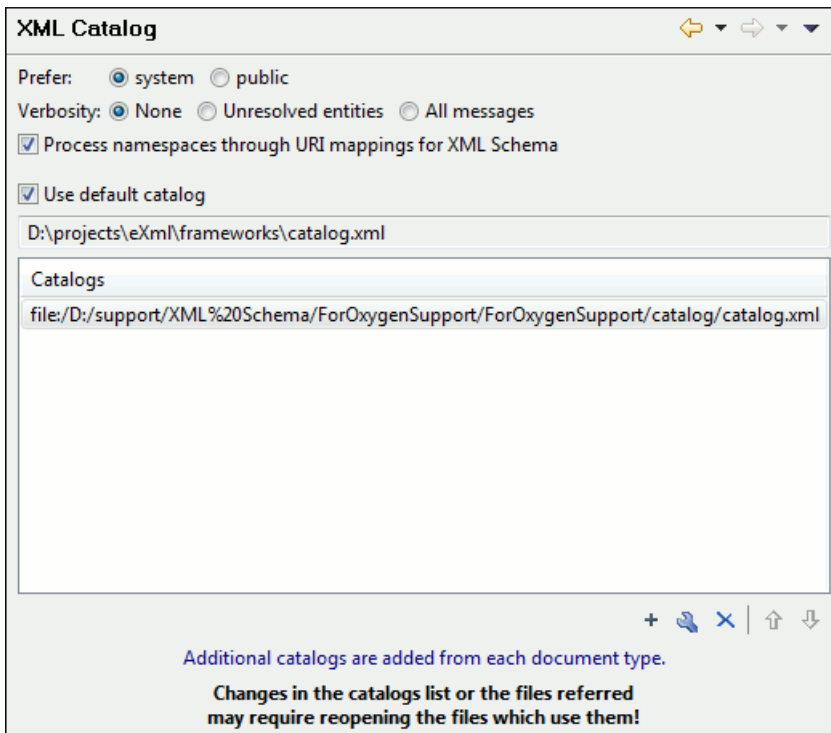 XML Catalog
Prefer: system public
Verbosity: None Unresolved entities All messages
Process namespaces through URI mappings for XML Schema
Use default catalog
D:\projects\eXml\frameworks\catalog.xml
Catalogs
file:/D:/support/XML%20Schema/ForOxygenSupport/ForOxygenSupport/catalog/catalog.xml
Additional catalogs are added from each document type.
Changes in the catalogs list or the files referred
may require reopening the files which use them!